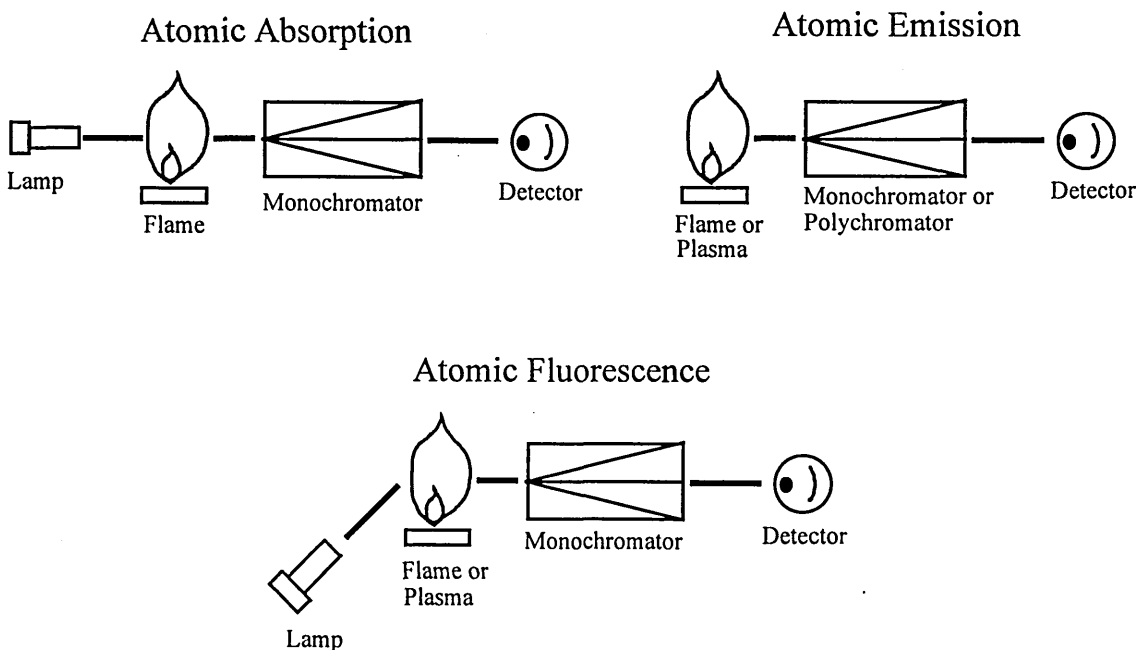 Atomic Absorption
Lamp
Flame
Monochromator
Detector
Atomic Emission
Flame or
Plasma
Monochromator or
Polychromator
Detector
Atomic Fluorescence
Lamp
Flame or
Plasma
Monochromator
Detector